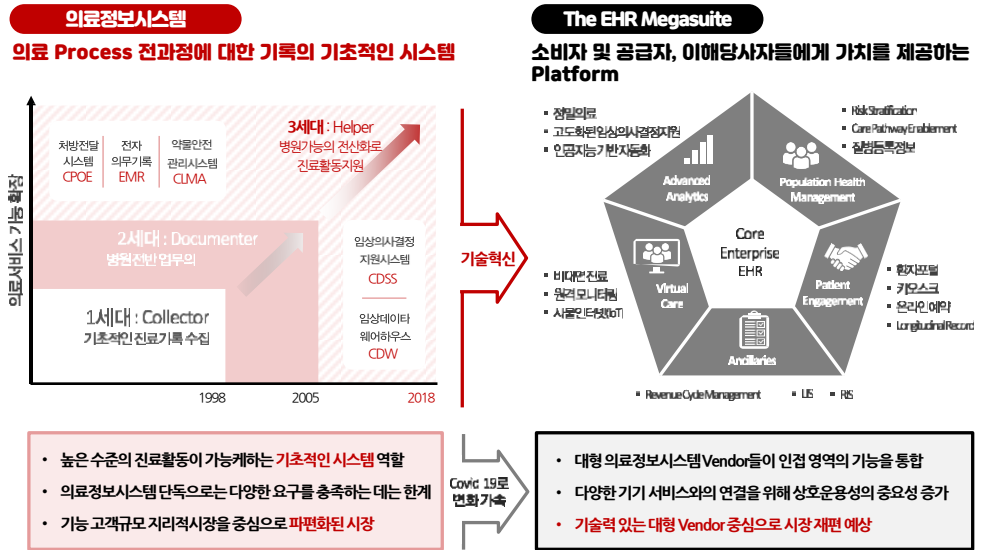 의료정보시스템
의료 Process 전과정에 대한 기록의 기초적인 시스템
의료서비스 기능 확장
처방전달
시스템
CPOE
전자
의무기록
EMR
약물안전
관리시스템
CLMA
3세대 : Helper
병원기능의 전산화로
진료활동지원
2세대 : Documenter
병원 전반 업무의
1세대 : Collector
기초적인 진료기록 수집
임상의사결정
지원시스템
CDSS
임상데이타
웨어하우스
CDW
1998
2005
2018
기술혁신
The EHR Megasuite
소비자 및 공급자, 이해당사자들에게 가치를 제공하는
Platform
▪ 정밀의료
▪ 고도화된 임상의사결정지원
▪ 인공지능 기반 자동화
▪ Risk Stratification
▪ Care Pathway Enablement
▪ 질병등록정보
Advanced
Analytics
Population Health
Management
Core
Enterprise
EHR
Virtual
Care
Patient
Engagement
Ancillaries
▪ 비대면 진료
▪ 원격 모니터링
▪ 사물인터넷(IoT)
▪ 환자포털
▪ 키오스크
▪ 온라인 예약
▪ Longitudinal Record
▪ Revenue Cycle Management ▪ LIS ▪ RIS
• 높은 수준의 진료활동이 가능케하는 기초적인 시스템 역할
• 의료정보시스템 단독으로는 다양한 요구를 충족하는 데는 한계
• 기능 고객규모 지리적시장을 중심으로 파편화된 시장
Covid 19로
변화 가속
• 대형 의료정보시스템 Vendor들이 인접 영역의 기능을 통합
• 다양한 기기 서비스와의 연결을 위해 상호운용성의 중요성 증가
• 기술력 있는 대형 Vendor 중심으로 시장 재편 예상